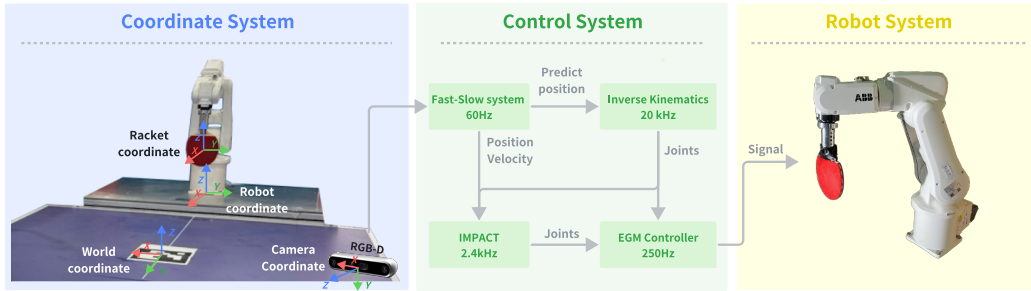 Coordinate System
Racket
coordinate
Z
X
Y
Z
X
Y
Robot
coordinate
World
coordinate
Z
X
Camera
Coordinate
RGB-D
X
Z
Y
Control System
Fast-Slow system
60Hz
Predict
position
Inverse Kinematics
20 kHz
Position
Velocity
Joints
IMPACT
2.4kHz
Joints
EGM Controller
250Hz
Robot System
Signal
ABB